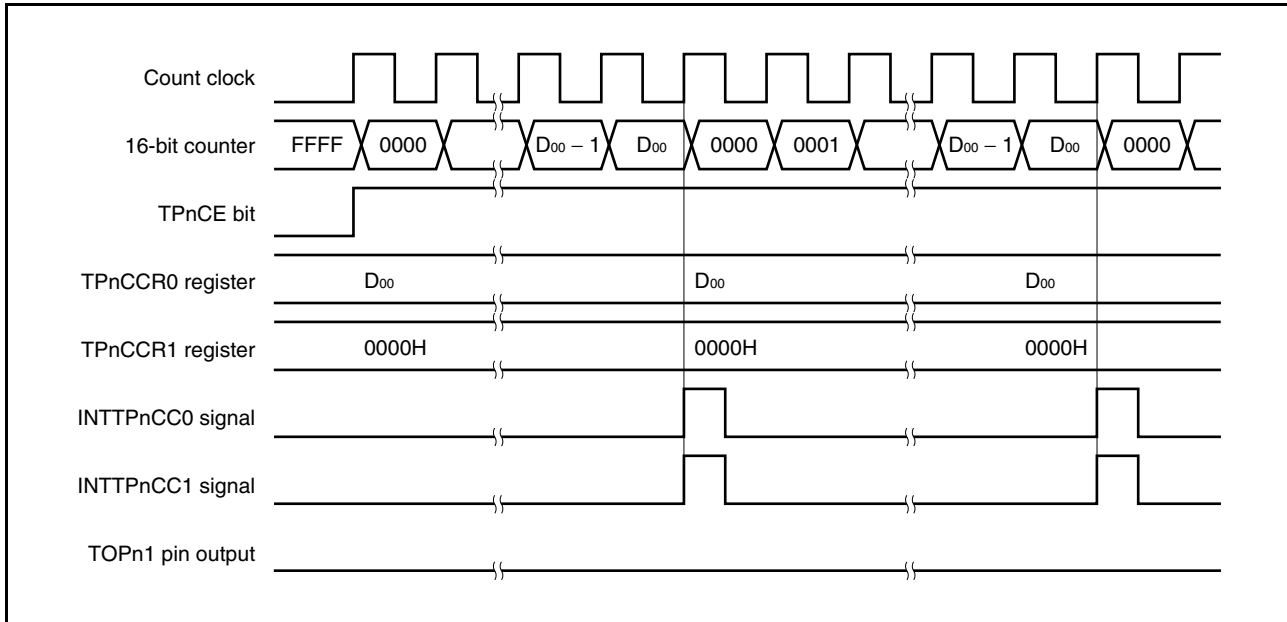 Count clock
16-bit counter FFFF 0000 D00 − 1 D00 0000 0001 D00 − 1 D00 0000
TPnCE bit
TPnCCR0 register D00 D00 D00
TPnCCR1 register 0000H 0000H 0000H
INTTPnCC0 signal
INTTPnCC1 signal
TOPn1 pin output